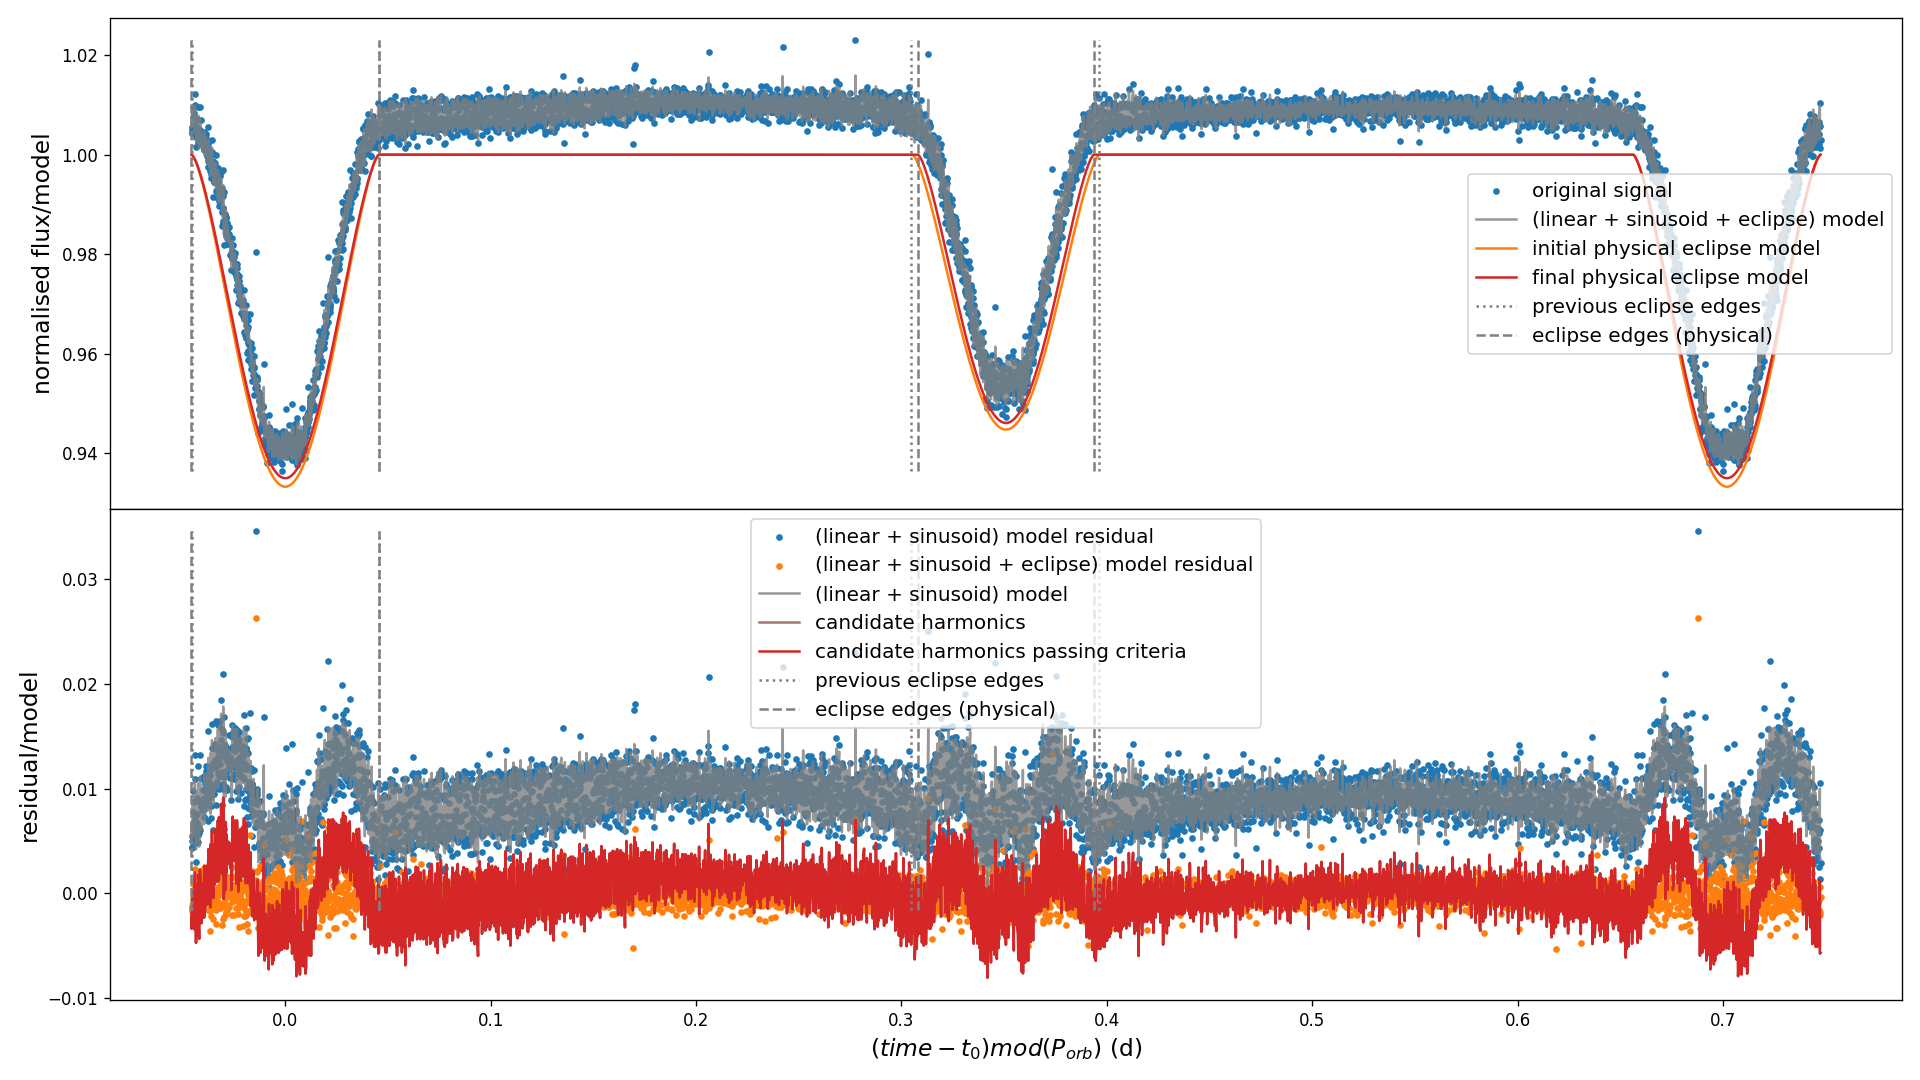 normalised flux/model
1.02
1.00
0.98
0.96
0.94
original signal
(linear + sinusoid + eclipse) model
initial physical eclipse model
final physical eclipse model
previous eclipse edges
eclipse edges (physical)
residual/model
0.03
0.02
0.01
0.00
−0.01
(linear + sinusoid) model residual
(linear + sinusoid + eclipse) model residual
(linear + sinusoid) model
candidate harmonics
candidate harmonics passing criteria
previous eclipse edges
eclipse edges (physical)
0.0 0.1 0.2 0.3 0.4 0.5 0.6 0.7
(time − t₀)mod(P_orb) (d)